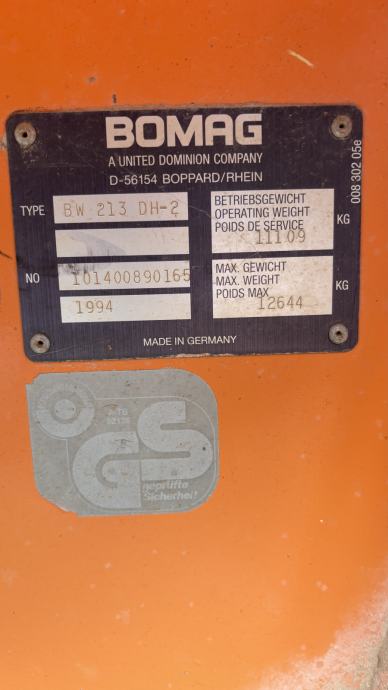 BOMAG
A UNITED DOMINION COMPANY
D-56154 BOPPARD/RHEIN
TYPE BW 213 DH-2
BETRIEBSGEWICHT
OPERATING WEIGHT
POIDS DE SERVICE
11109 KG
NO 101400890165
1994
MAX. GEWICHT
MAX. WEIGHT
POIDS MAX
12644 KG
MADE IN GERMANY
008 302 05e
GS
geprüfte
Sicherheit